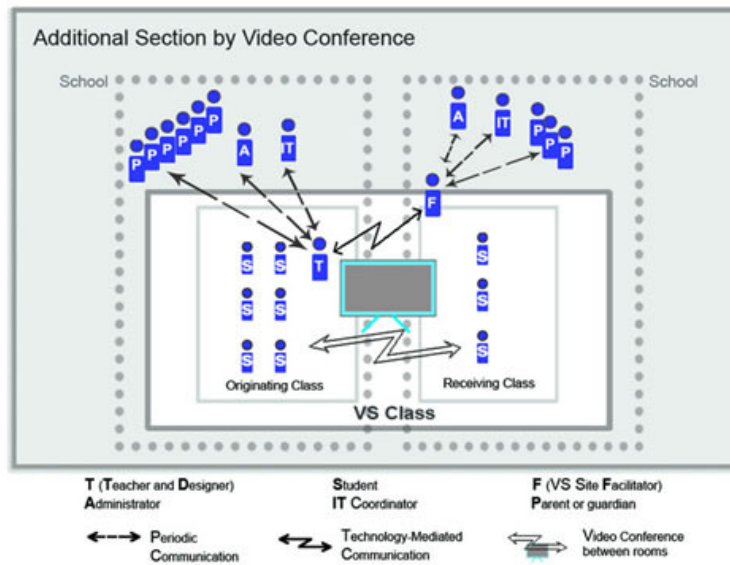 Additional Section by Video Conference
School
School
P
P
P
P
P
P
A
IT
A
IT
P
P
P
F
T
S
S
S
S
S
S
S
S
S
Originating Class
Receiving Class
VS Class
T (Teacher and Designer)
Administrator
Student
IT Coordinator
F (VS Site Facilitator)
Parent or guardian
Periodic
Communication
Technology-Mediated
Communication
Video Conference
between rooms